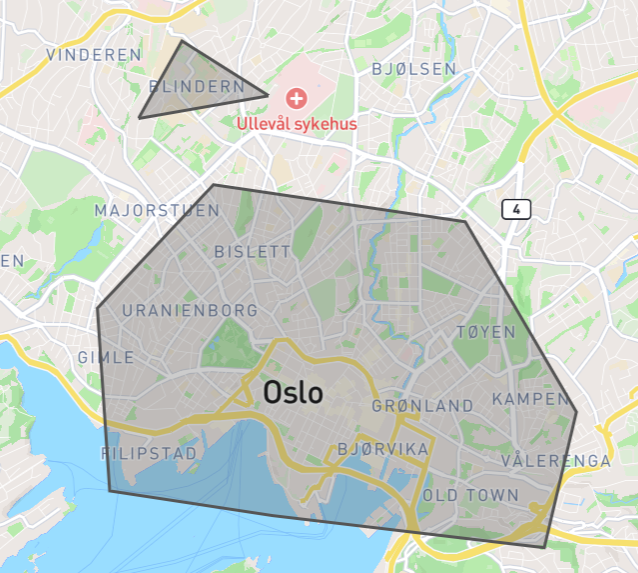 VINDEREN
BJØLSEN
BLINDERN
Ullevål sykehus
MAJORSTUEN
4
BISLETT
EN
URANIENBORG
TØYEN
GIMLE
Oslo
KAMPEN
GRØNLAND
BJØRVIKA
FILIPSTAD
VÅLERENGA
OLD TOWN